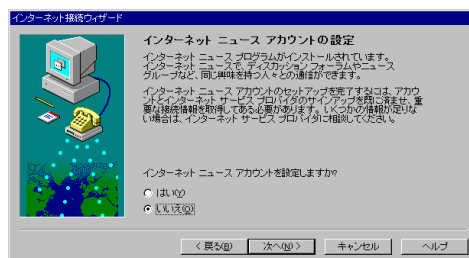 インターネット接続ウィザード
インターネット ニュース アカウントの設定
インターネット ニュース プログラムがインストールされています。
インターネット ニュースで、ディスカッション フォーラムやニュース
グループなど、同じ興味を持つ人々との通信ができます。
インターネット ニュース アカウントのセットアップを完了するには、アカウ
ントとインターネット サービス プロバイダのサインアップを既に済ませ、重
要な接続情報を取得してある必要があります。いくつかの情報が足りな
い場合は、インターネット サービス プロバイダに相談してください。
インターネット ニュース アカウントを設定しますか?
はい(Y)
いいえ(O)
< 戻る(B)
次へ(N) >
キャンセル
ヘルプ